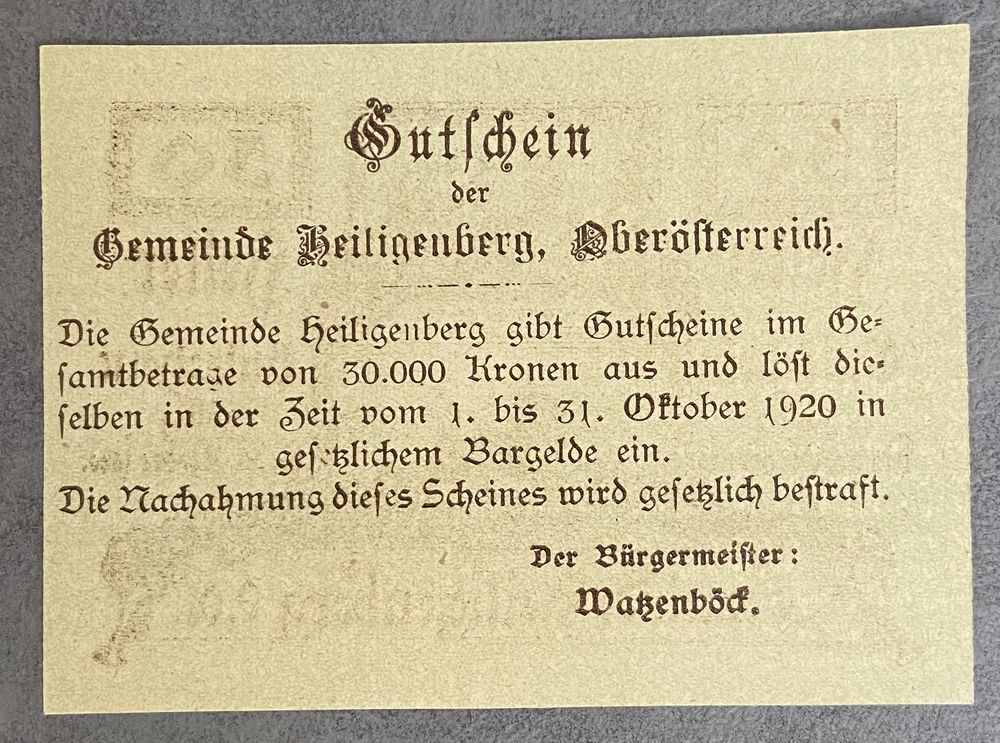 Gutschein
der
Gemeinde Heiligenberg, Oberösterreich.
Die Gemeinde Heiligenberg gibt Gutscheine im Ge-
samtbetrage von 30.000 Kronen aus und löst die-
selben in der Zeit vom 1. bis 31. Oktober 1920 in
gesetzlichem Bargelde ein.
Die Nachahmung dieses Scheines wird gesetzlich bestraft.
Der Bürgermeister:
Watzenböck.